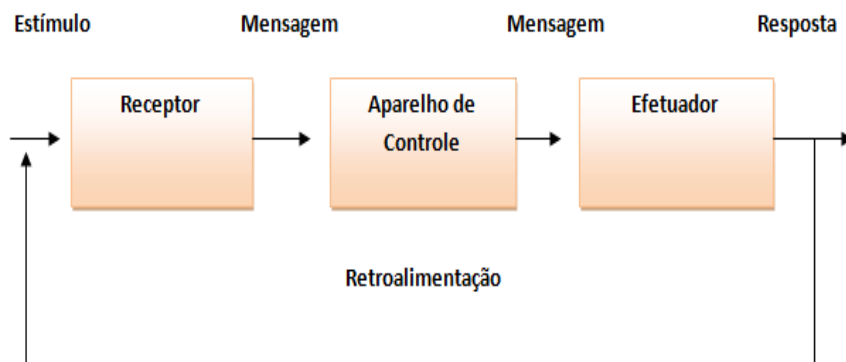 Estímulo
Mensagem
Mensagem
Resposta
Receptor
Aparelho de
Controle
Efetuador
Retroalimentação